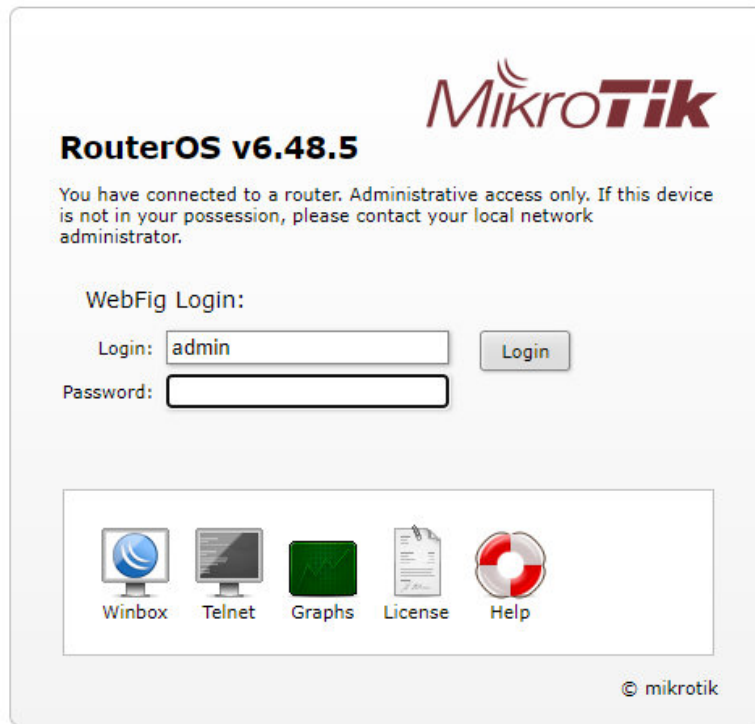 MikroTik
RouterOS v6.48.5
You have connected to a router. Administrative access only. If this device
is not in your possession, please contact your local network
administrator.
WebFig Login:
Login: admin Login
Password:
Winbox Telnet Graphs License Help
© mikrotik